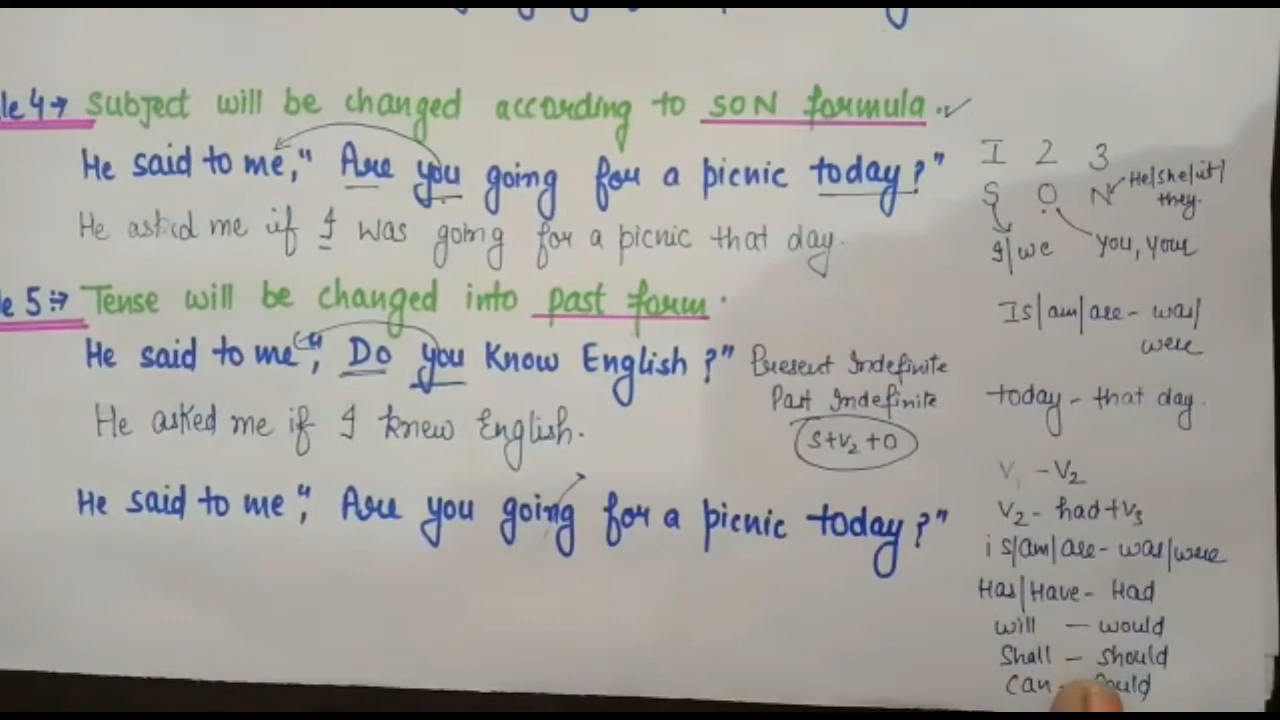 le 4→ Subject will be changed according to SON formula.
He said to me, " Are you going for a picnic today?"
He asked me if I was going for a picnic that day.
le 5:→ Tense will be changed into past form.
He said to me", Do you Know English?"
He asked me if I knew English.
He said to me, " Are you going for a picnic today?"
Present Indefinite
Past Indefinite
S+V2+O
I 2 3
S O N
He/she/it/
they.
I/we
you, your
Is/am/are - was/
were
today - that day.
V1 - V2
V2 - had+V3
is/am/are - was/were
Has/Have - Had
will — would
Shall — should
Can